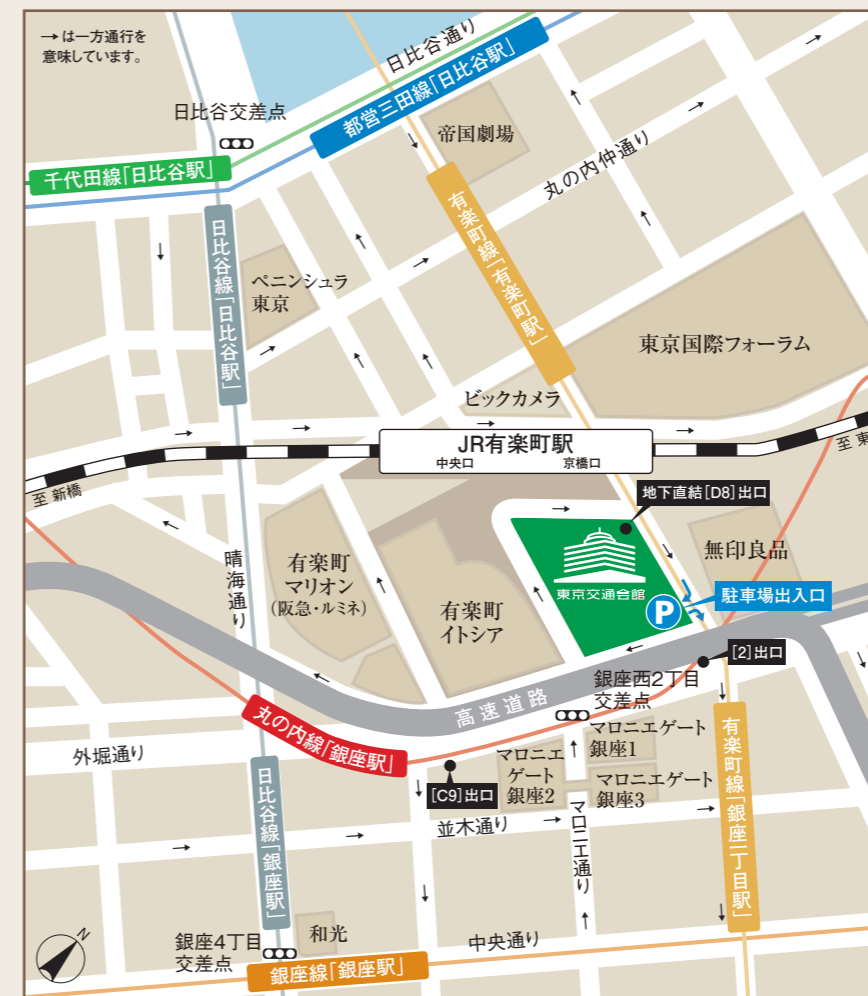 → は一方通行を
意味しています。
日比谷通り
都営三田線「日比谷駅」
日比谷交差点
帝国劇場
千代田線「日比谷駅」
丸の内仲通り
有楽町線「有楽町駅」
日比谷線「日比谷駅」
ペニンシュラ
東京
東京国際フォーラム
ビックカメラ
JR有楽町駅
中央口
京橋口
至 東
至 新橋
地下直結[D8]出口
無印良品
有楽町
マリオン
(阪急・ルミネ)
晴海通り
東京交通会館
P
駐車場出入口
有楽町
イトシア
[2]出口
銀座西2丁目
交差点
高速道路
丸の内線「銀座駅」
外堀通り
マロニエゲート
銀座1
マロニエ
ゲート
銀座2
マロニエゲート
銀座3
有楽町線「銀座一丁目駅」
[C9]出口
日比谷線「銀座駅」
並木通り
マロニエ通り
和光
銀座4丁目
交差点
中央通り
銀座線「銀座駅」
N